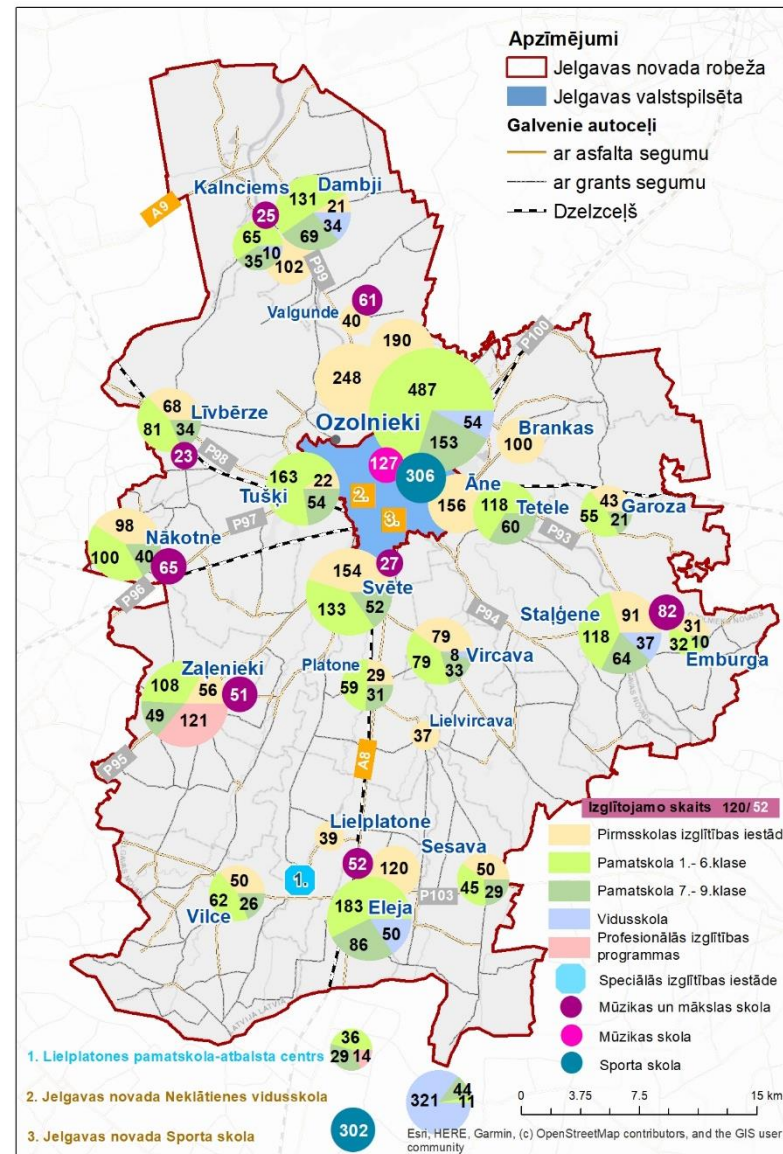 Apzīmējumi
Jelgavas novada robeža
Jelgavas valstspilsēta
Galvenie autoceļi
ar asfalta segumu
ar grants segumu
Dzelzceļš
Kalnciems
Dambji
131
21
A9
25
34
65
69
10
35
102
P99
61
Valgunde
40
190
P100
248
487
68
Līvbērze
54
81
34
Ozolnieki
153
Brankas
100
23
P98
127
306
163
22
Āne
Tušķi
54
2.
156
118
Tetele
43
Garoza
98
3.
60
55
21
Nākotne
P97
P93
100
40
65
27
P96
154
Svēte
P94
133
52
Staļģene
91
82
79
31
118
37
8
32
10
108
Platone
29
79
Vircava
64
Emburga
Zaļenieki
56
51
59
31
33
49
121
Lielvircava
37
P95
A8
Izglītojamo skaits 120/52
Lielplatone
39
Pirmsskolas izglītības iestād
52
120
Sesava
50
1.
50
Pamatskola 1.- 6.klase
62
26
183
Eleja
P103
45
29
Pamatskola 7.- 9.klase
Vilce
86
50
Vidusskola
Profesionālās izglītības
programmas
Speciālās izglītības iestāde
Mūzikas un mākslas skola
LATVIJA LATVIJA
36
Mūzikas skola
1. Lielplatones pamatskola-atbalsta centrs
29
14
Sporta skola
2. Jelgavas novada Neklātienes vidusskola
321
44
11
0 3.75 7.5 15 km
3. Jelgavas novada Sporta skola
302
Esri, HERE, Garmin, (c) OpenStreetMap contributors, and the GIS user
community